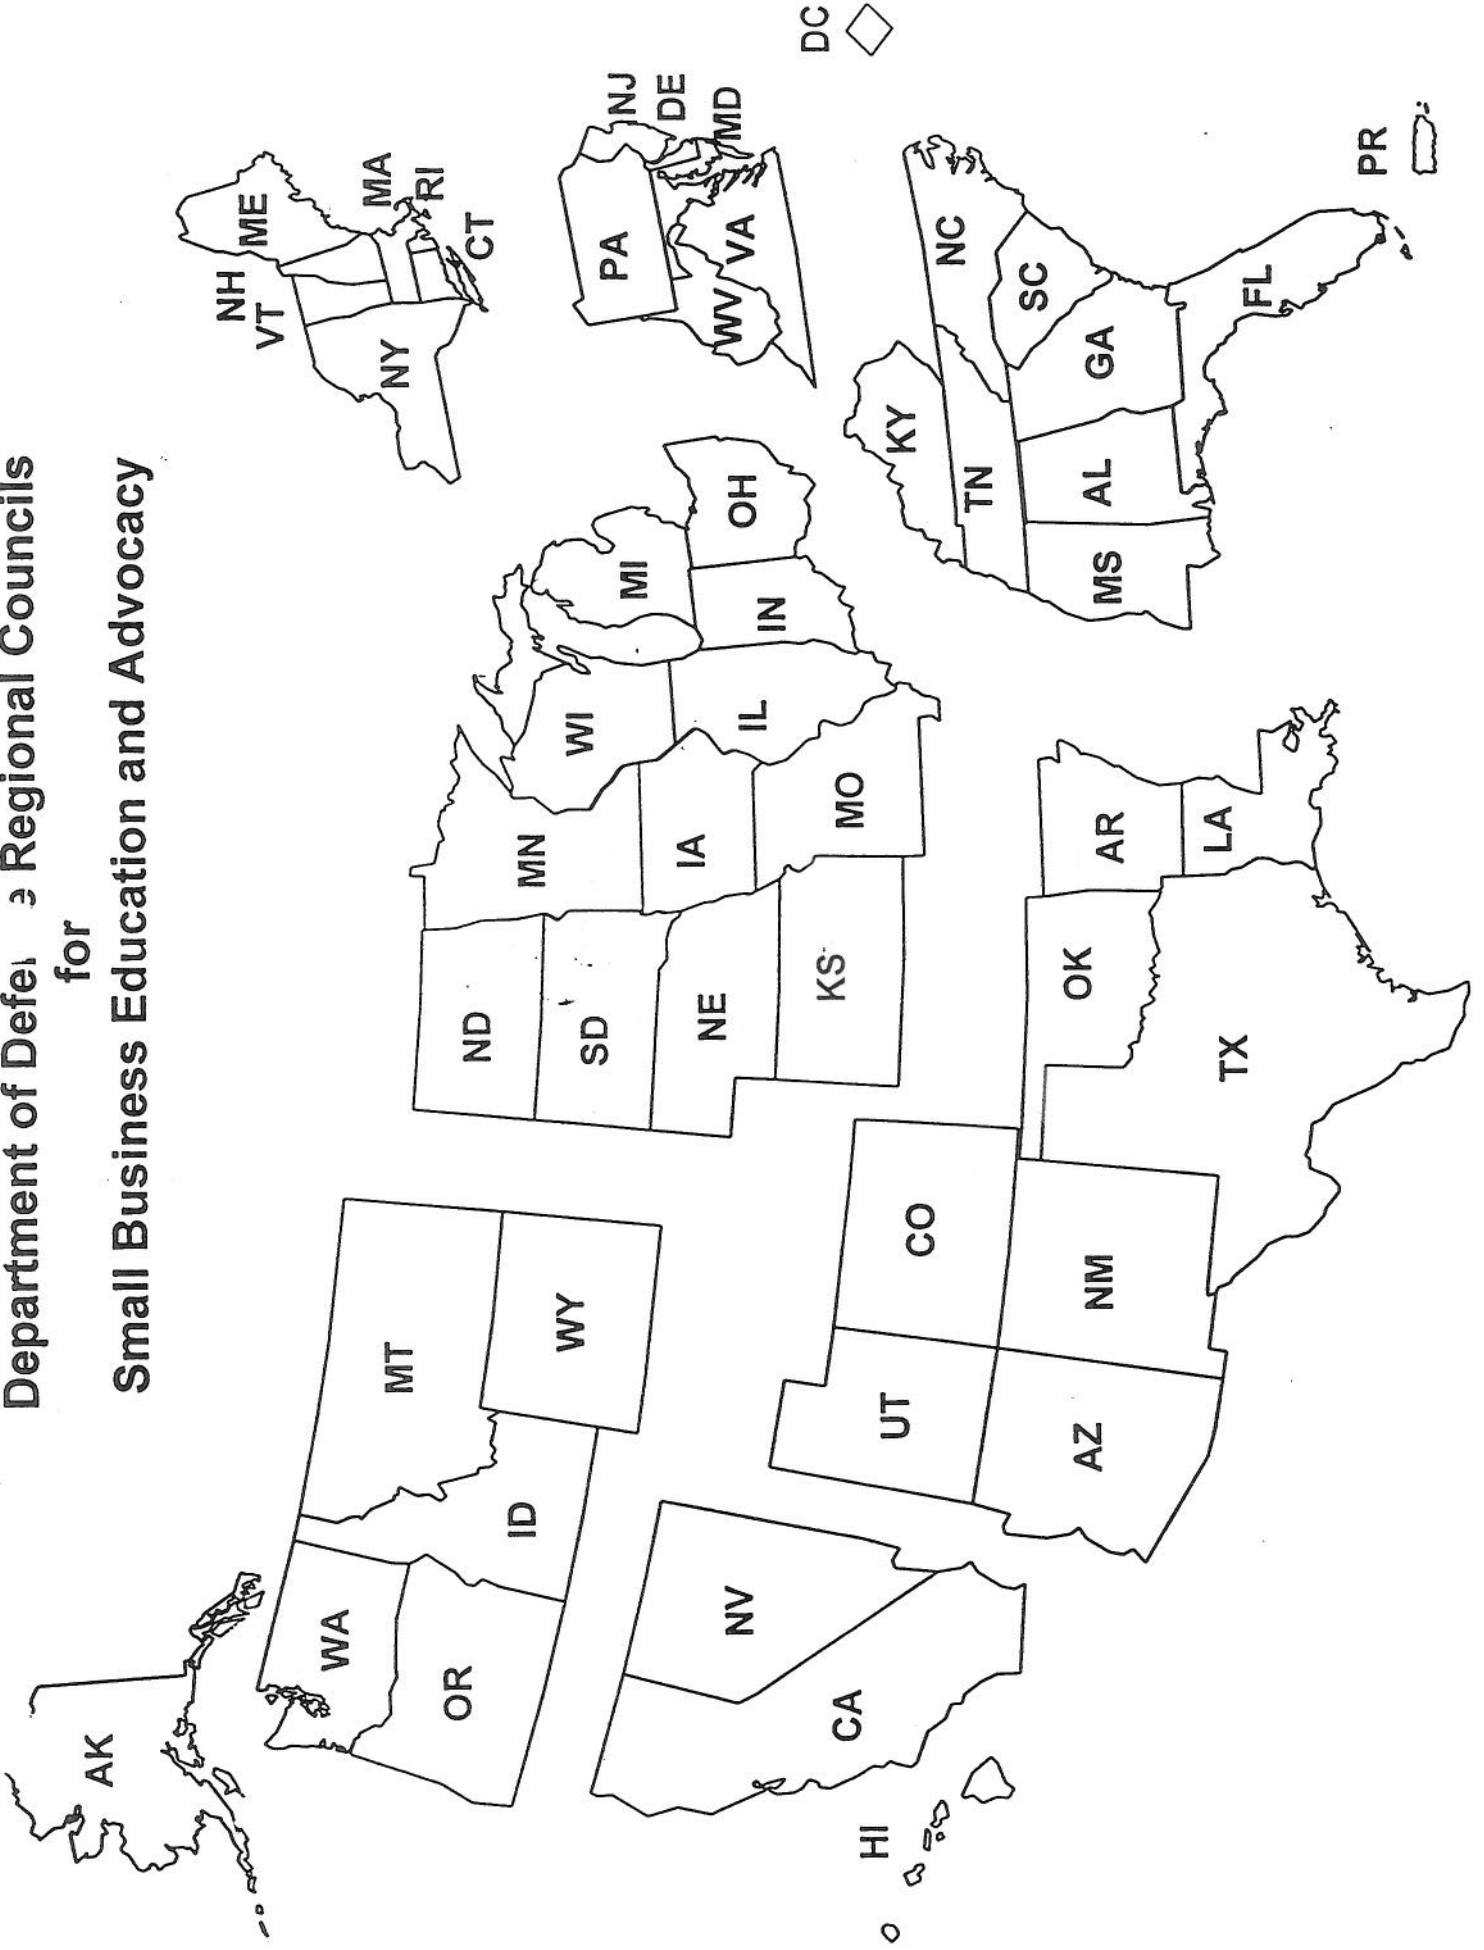 Department of Defe e Regional Councils
for
Small Business Education and Advocacy
AK
WA
OR
ID
MT
WY
NV
CA
HI
UT
CO
AZ
NM
ND
SD
NE
KS
MN
IA
MO
WI
IL
MI
IN
OH
OK
TX
AR
LA
NY
NH
VT
ME
MA
RI
CT
PA
NJ
DE
MD
WV
VA
DC
KY
TN
NC
SC
MS
AL
GA
FL
PR